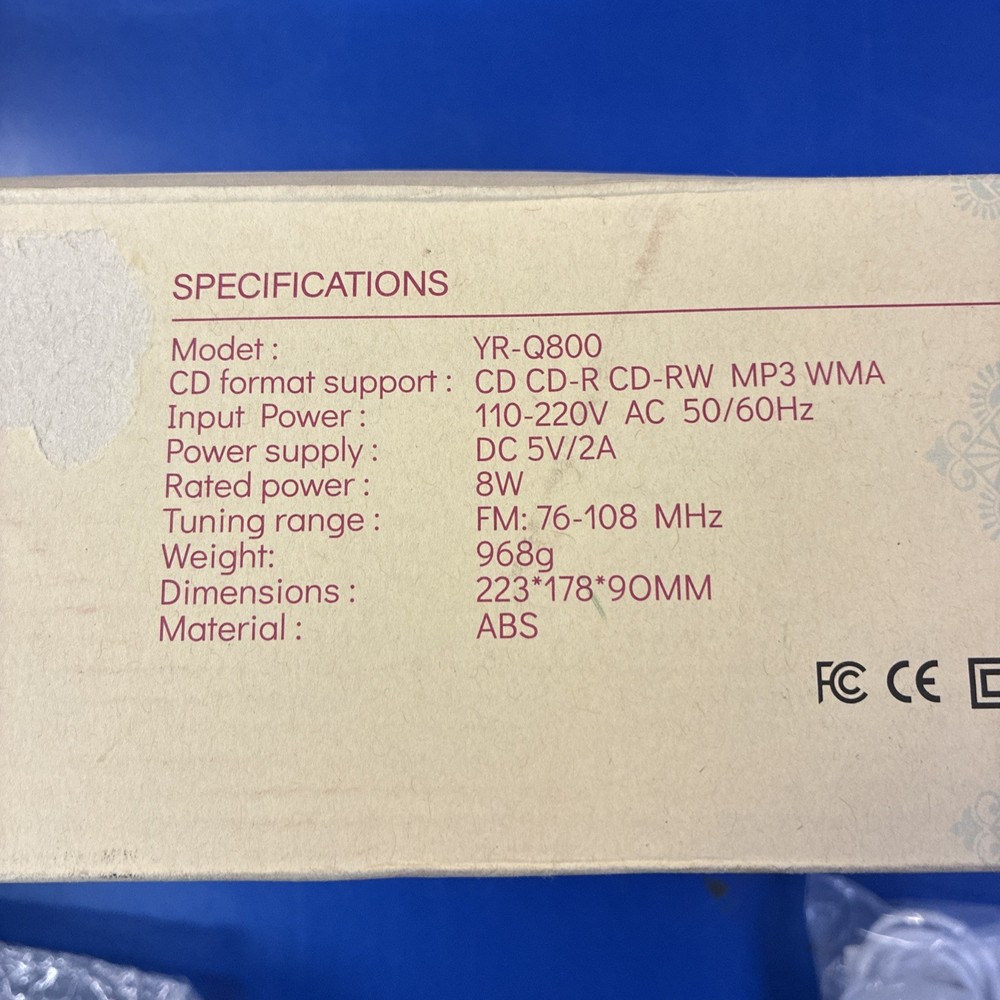 SPECIFICATIONS
Modet : YR-Q800
CD format support : CD CD-R CD-RW MP3 WMA
Input Power : 110-220V AC 50/60Hz
Power supply : DC 5V/2A
Rated power : 8W
Tuning range : FM: 76-108 MHz
Weight: 968g
Dimensions : 223*178*9OMM
Material : ABS
FC CE